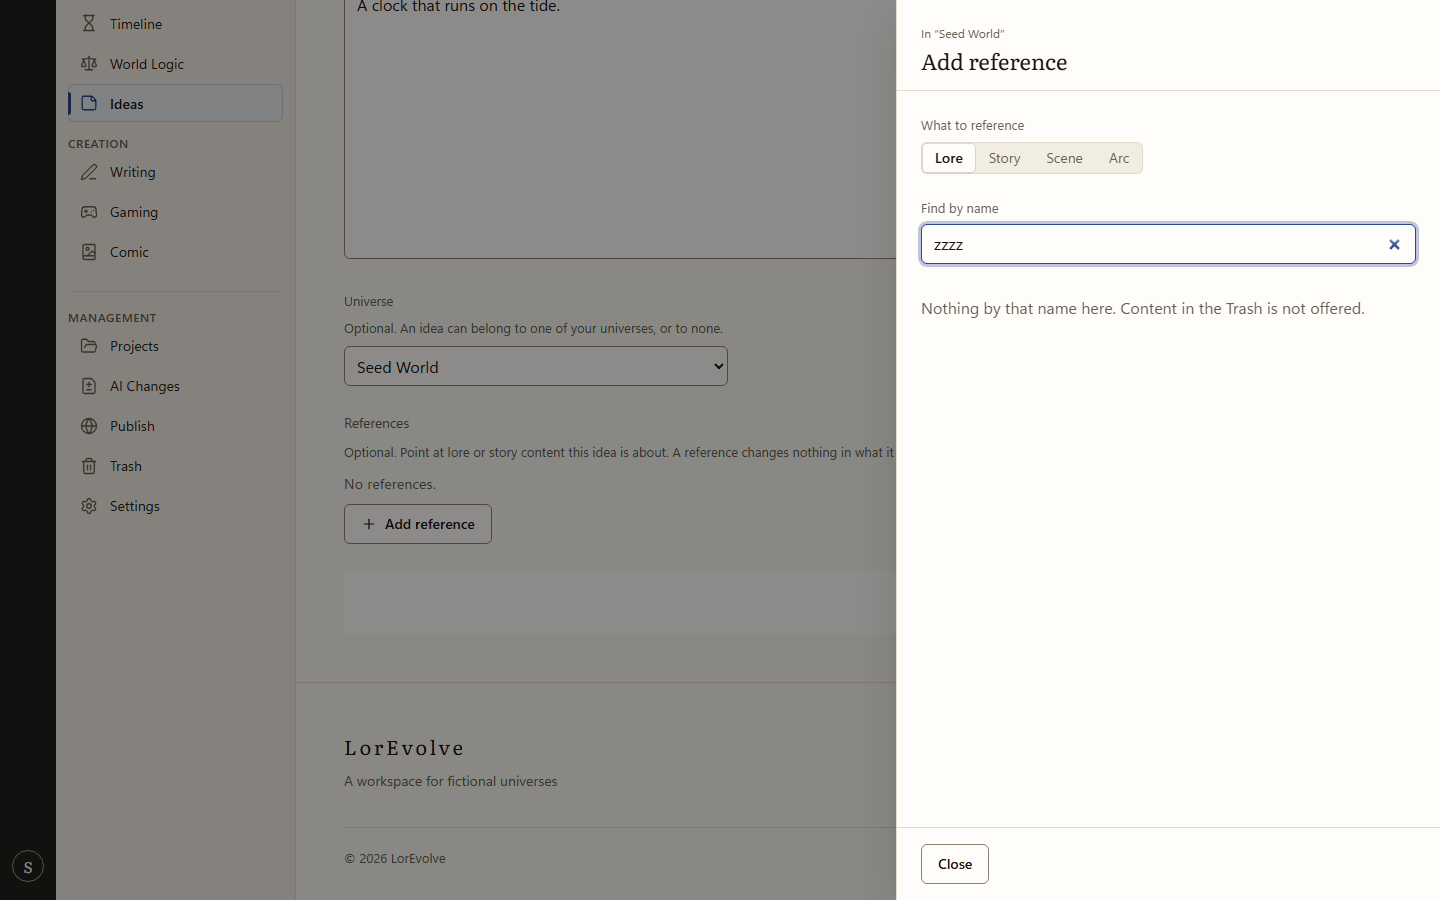 Timeline
World Logic
Ideas
CREATION
Writing
Gaming
Comic
MANAGEMENT
Projects
AI Changes
Publish
Trash
Settings
S
A clock that runs on the tide.
Universe
Optional. An idea can belong to one of your universes, or to none.
Seed World
References
Optional. Point at lore or story content this idea is about. A reference changes nothing in what it
No references.
+ Add reference
LorEvolve
A workspace for fictional universes
© 2026 LorEvolve
In “Seed World”
Add reference
What to reference
Lore Story Scene Arc
Find by name
zzzz
Nothing by that name here. Content in the Trash is not offered.
Close